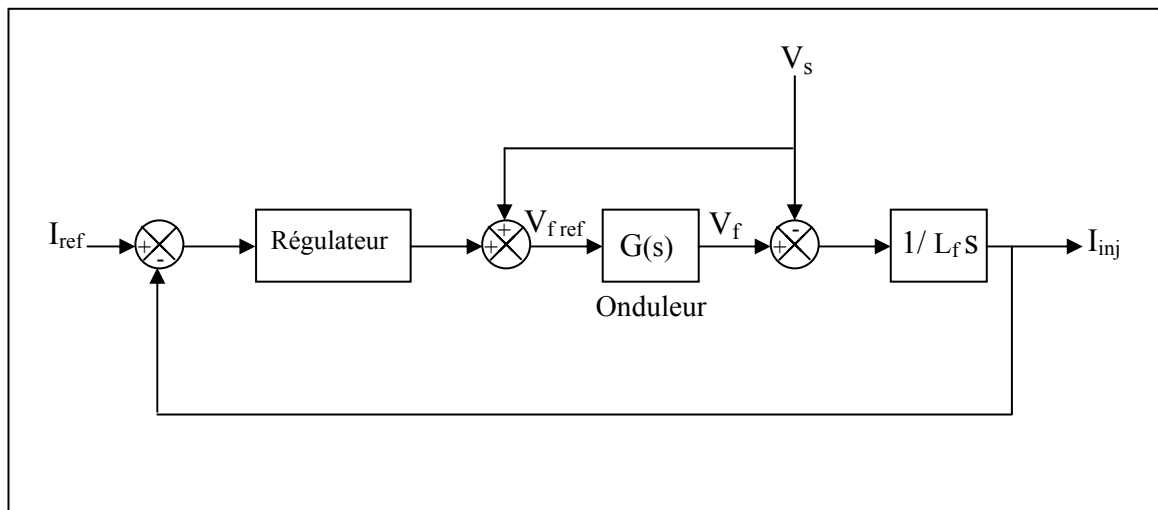 V_s
I_ref
+
-
Régulateur
+
+
V_f ref
G(s)
Onduleur
V_f
+
-
1/ L_f S
I_inj